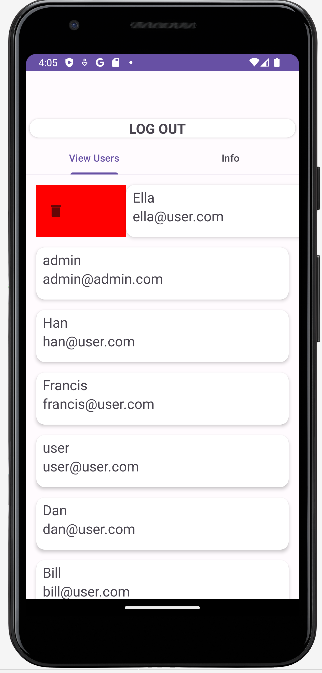 4:05
G
LOG OUT
View Users
Info
Ella
ella@user.com
admin
admin@admin.com
Han
han@user.com
Francis
francis@user.com
user
user@user.com
Dan
dan@user.com
Bill
bill@user.com